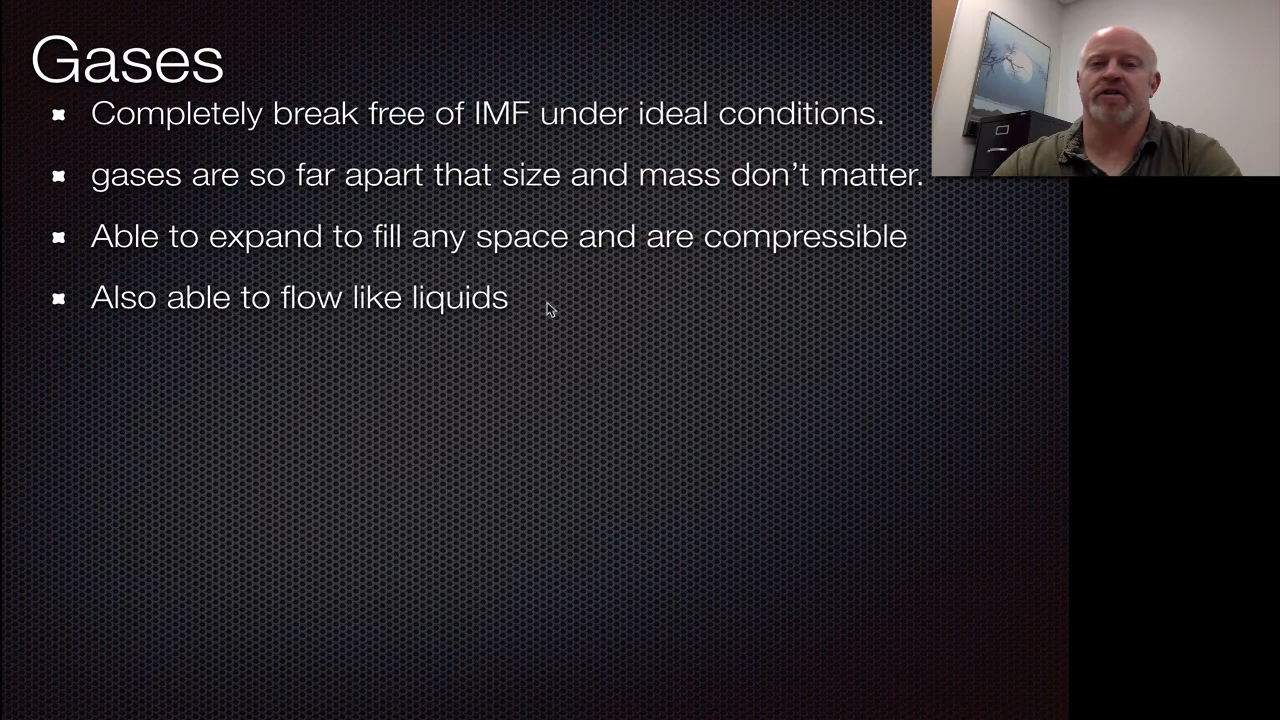 Gases
Completely break free of IMF under ideal conditions.
gases are so far apart that size and mass don’t matter.
Able to expand to fill any space and are compressible
Also able to flow like liquids